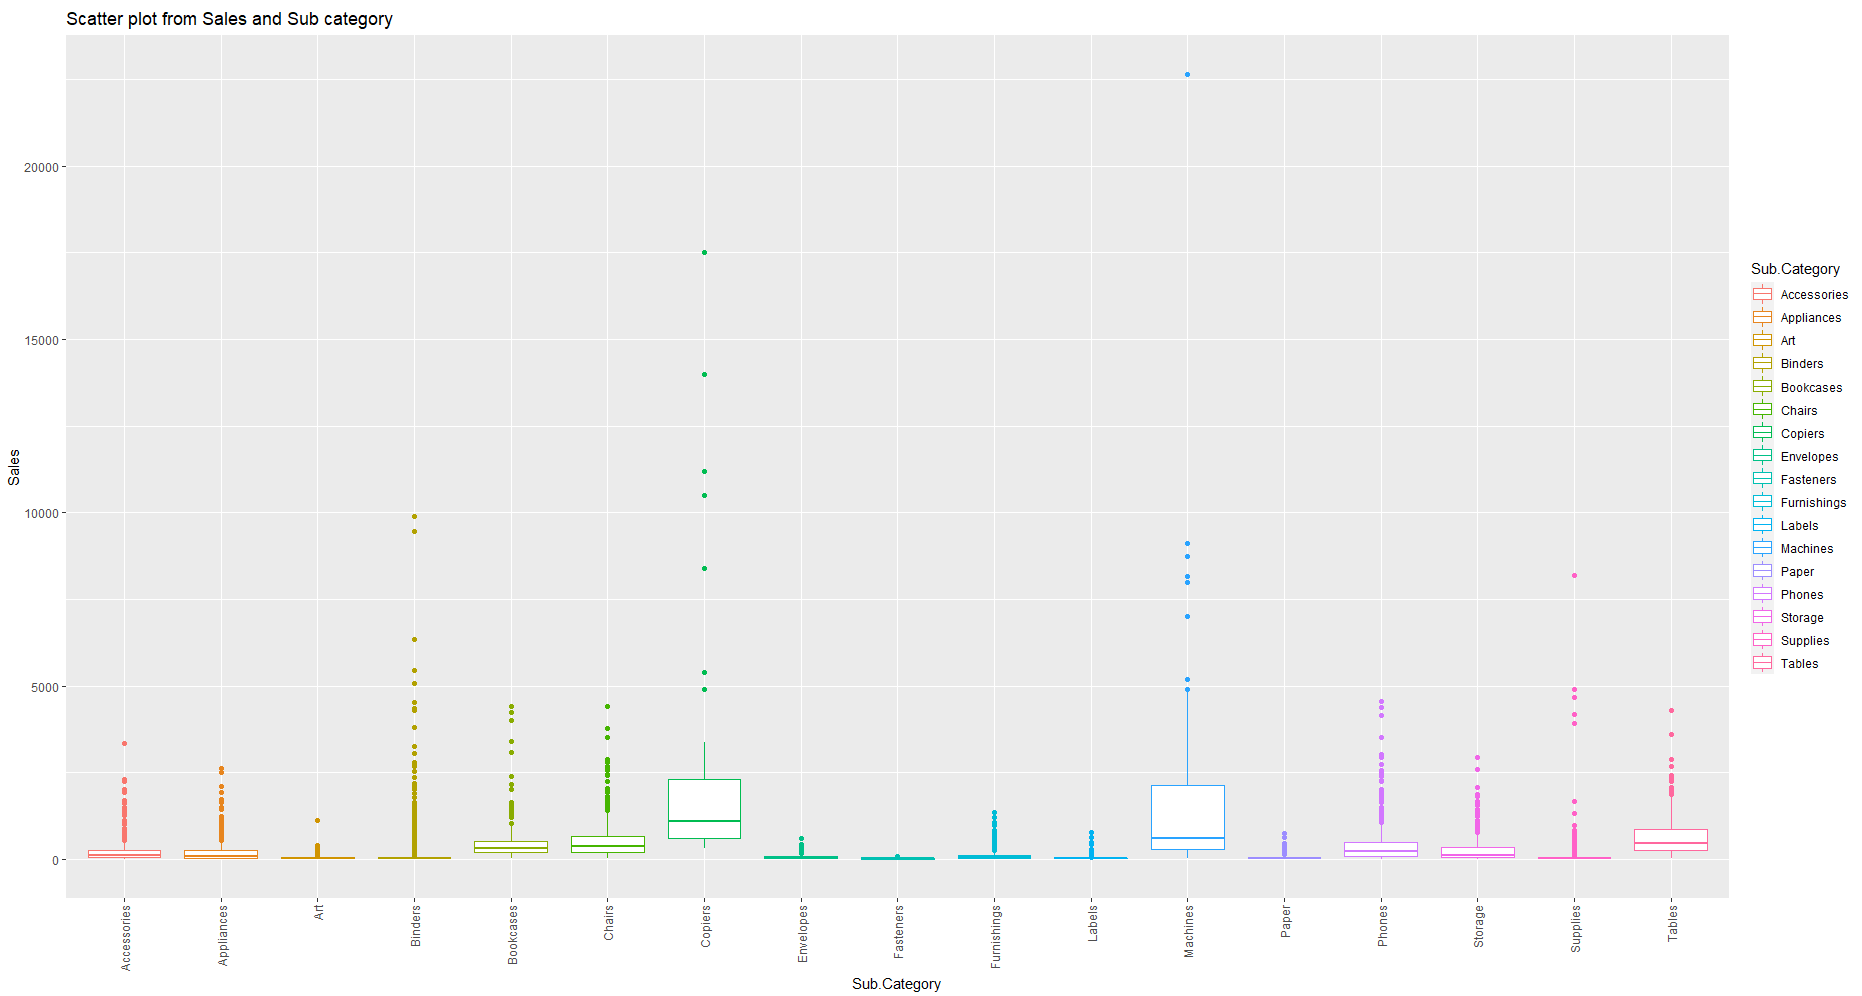 Scatter plot from Sales and Sub category
20000
15000
10000
5000
0
Sales
Accessories
Appliances
Art
Binders
Bookcases
Chairs
Copiers
Envelopes
Fasteners
Furnishings
Labels
Machines
Paper
Phones
Storage
Supplies
Tables
Sub.Category
Sub.Category
Accessories
Appliances
Art
Binders
Bookcases
Chairs
Copiers
Envelopes
Fasteners
Furnishings
Labels
Machines
Paper
Phones
Storage
Supplies
Tables